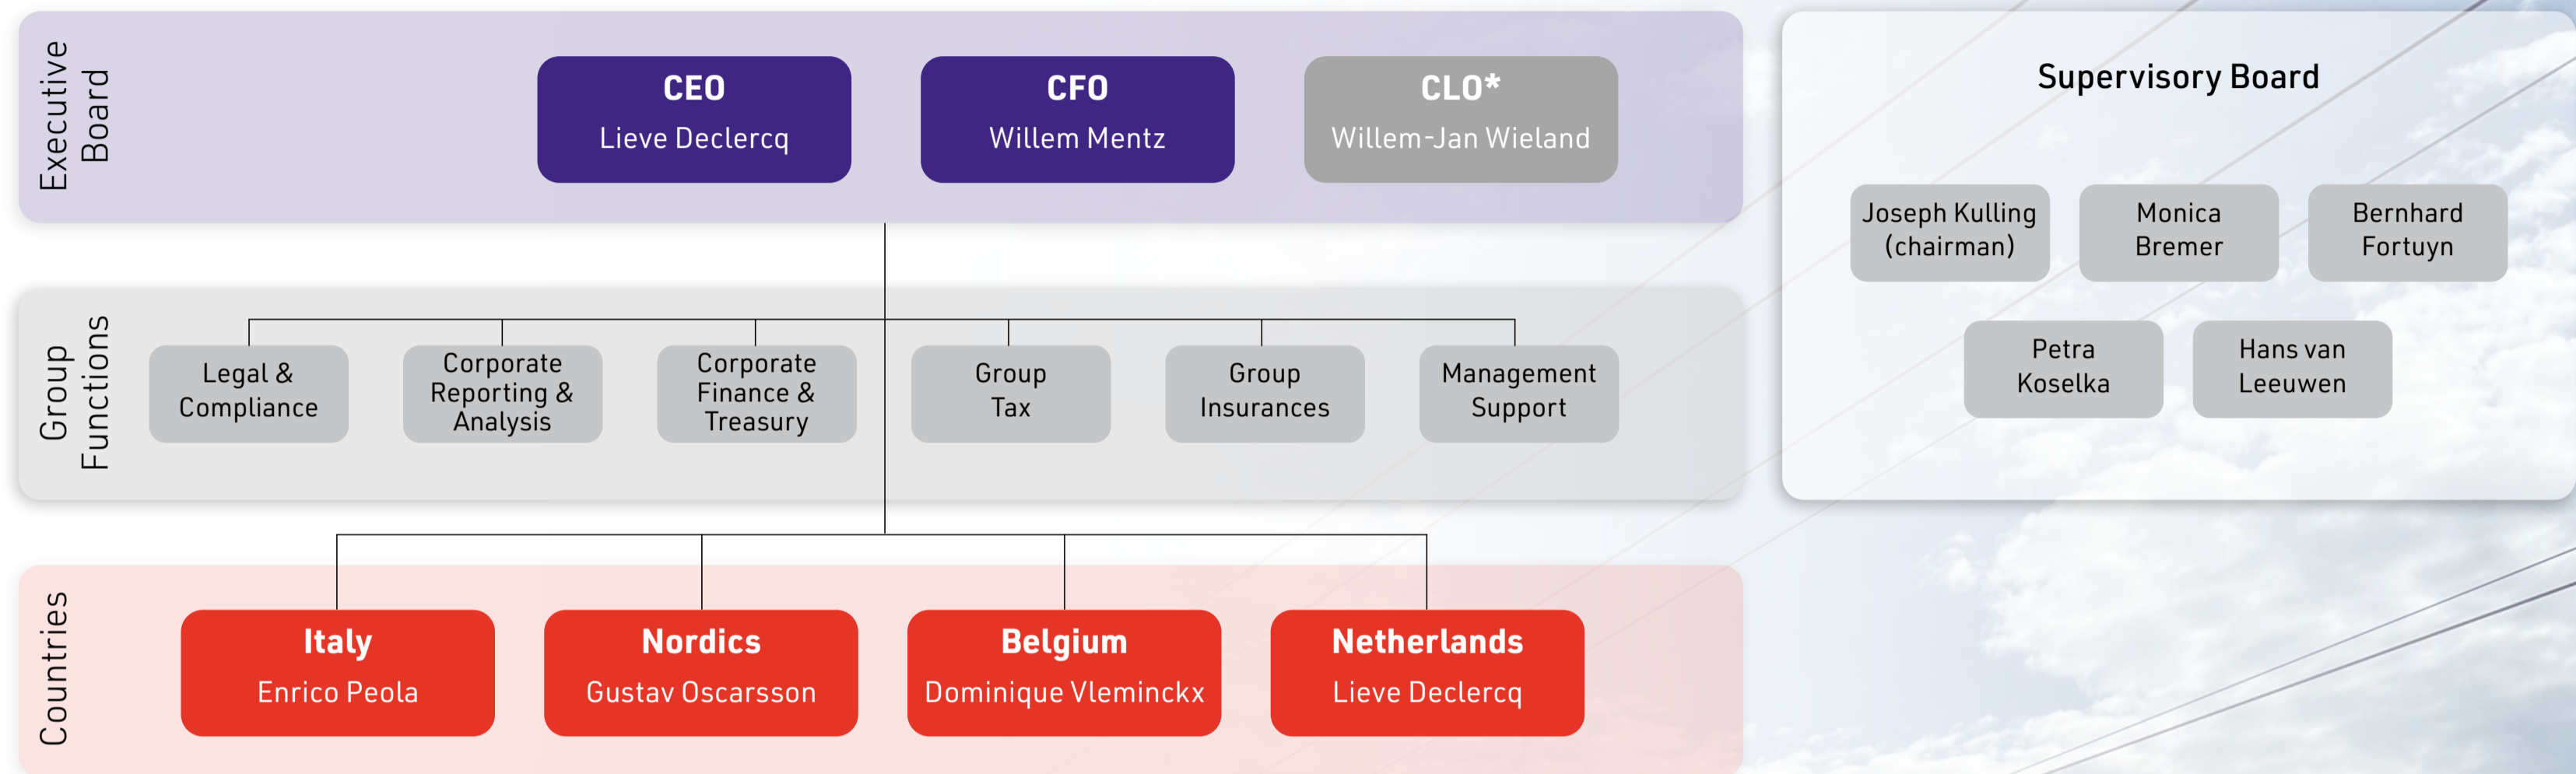 Executive
Board
CEO
Lieve Declercq
CFO
Willem Mentz
CLO*
Willem-Jan Wieland
Group
Functions
Legal &
Compliance
Corporate
Reporting &
Analysis
Corporate
Finance &
Treasury
Group
Tax
Group
Insurances
Management
Support
Countries
Italy
Enrico Peola
Nordics
Gustav Oscarsson
Belgium
Dominique Vleminckx
Netherlands
Lieve Declercq
Supervisory Board
Joseph Kulling
(chairman)
Monica
Bremer
Bernhard
Fortuyn
Petra
Koselka
Hans van
Leeuwen